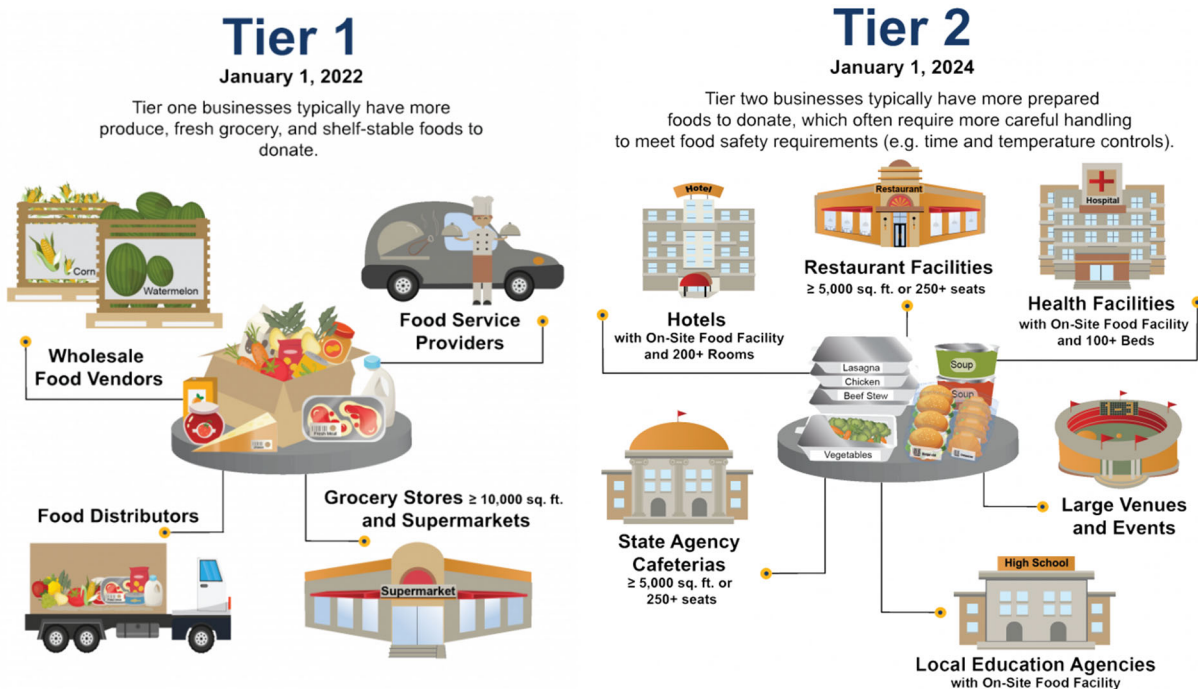 Tier 1
January 1, 2022
Tier one businesses typically have more
produce, fresh grocery, and shelf-stable foods to
donate.
Corn
Watermelon
Wholesale
Food Vendors
Food Service
Providers
Fresh Meat
Food Distributors
Grocery Stores ≥ 10,000 sq. ft.
and Supermarkets
Supermarket
Tier 2
January 1, 2024
Tier two businesses typically have more prepared
foods to donate, which often require more careful handling
to meet food safety requirements (e.g. time and temperature controls).
Hotel
Hotels
with On-Site Food Facility
and 200+ Rooms
Restaurant
Restaurant Facilities
≥ 5,000 sq. ft. or 250+ seats
Hospital
Health Facilities
with On-Site Food Facility
and 100+ Beds
Lasagna
Chicken
Beef Stew
Vegetables
Soup
Soup
State Agency
Cafeterias
≥ 5,000 sq. ft. or
250+ seats
Large Venues
and Events
High School
Local Education Agencies
with On-Site Food Facility